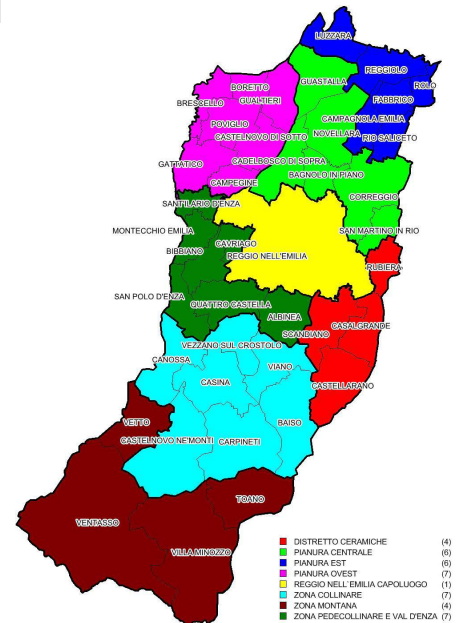 LUZZARA
REGGIOLO
ROLO
GUASTALLA
BORETTO
FABBRICO
BRESCELLO
GUALTIERI
CAMPAGNOLA EMILIA
POVIGLIO
NOVELLARA
RIO SALICETO
CASTELNOVO DI SOTTO
GATTATICO
CADELBOSCO DI SOPRA
BAGNOLO IN PIANO
CAMPEGINE
CORREGGIO
SANT'ILARIO D'ENZA
MONTECCHIO EMILIA
SAN MARTINO IN RIO
CAVRIAGO
BIBBIANO
REGGIO NELL'EMILIA
RUBIERA
SAN POLO D'ENZA
QUATTRO CASTELLA
ALBINEA
CASALGRANDE
SCANDIANO
VEZZANO SUL CROSTOLO
CANOSSA
VIANO
CASINA
CASTELLARANO
VETTO
BAISO
CASTELNOVO NE'MONTI
CARPINETI
TOANO
VENTASSO
VILLA MINOZZO
DISTRETTO CERAMICHE (4)
PIANURA CENTRALE (6)
PIANURA EST (6)
PIANURA OVEST (7)
REGGIO NELL'EMILIA CAPOLUOGO (1)
ZONA COLLINARE (7)
ZONA MONTANA (4)
ZONA PEDECOLLINARE E VAL D'ENZA (7)